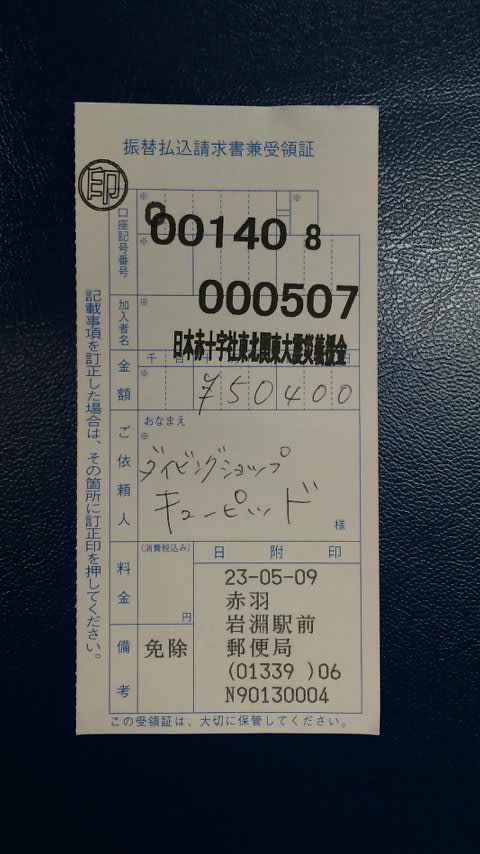 振替払込請求書兼受領証
印
口座記号番号
※
※
00140 8
※
000507
加入者名
※
日本赤十字社東北関東大震災義援金
金額
千
※
¥50400
ご依頼人
おなまえ
※
ダイビングショップ
キューピッド
様
料金
(消費税込み)
円
備考
免除
日附印
23-05-09
赤羽
岩淵駅前
郵便局
(01339 )06
N90130004
この受領証は、大切に保管してください。
記載事項を訂正した場合は、その箇所に訂正印を押してください。